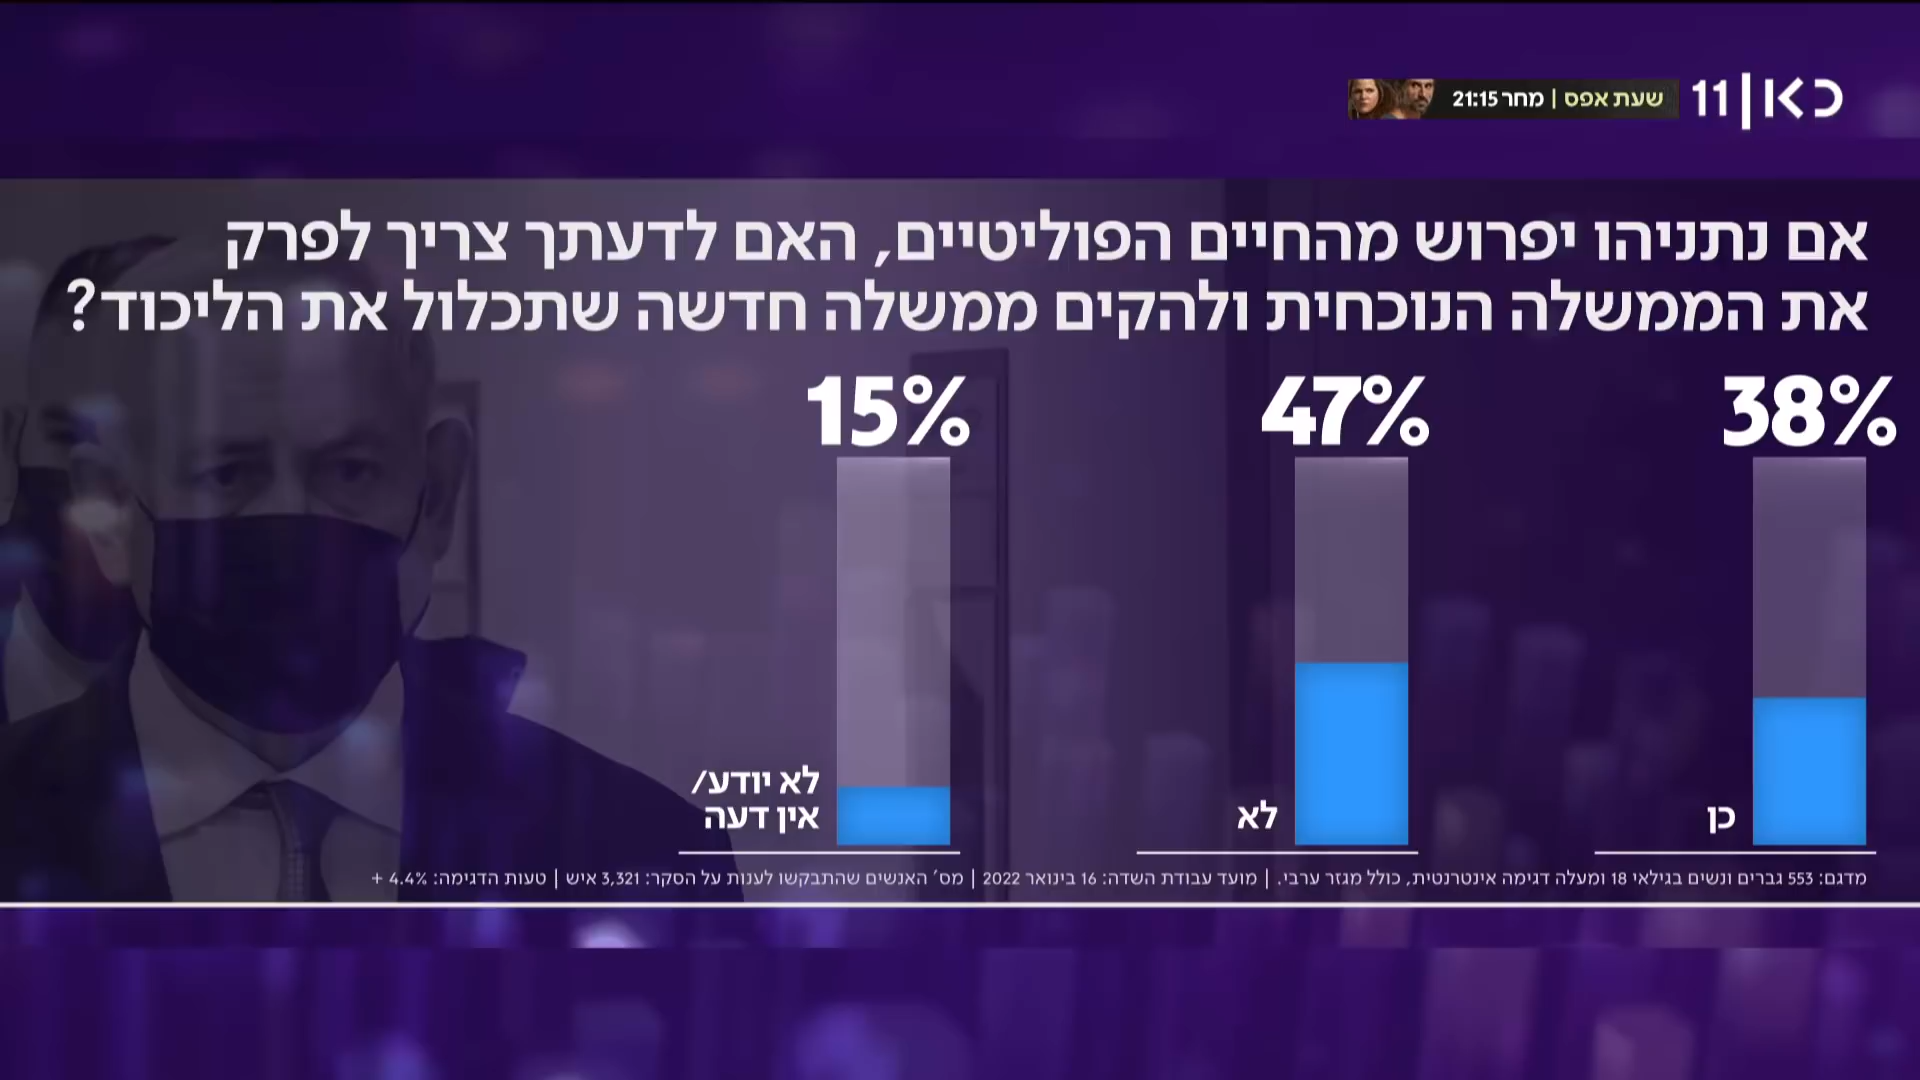 שעת אפס | מחר 21:15
כאן | 11
אם נתניהו יפרוש מהחיים הפוליטיים, האם לדעתך צריך לפרק
את הממשלה הנוכחית ולהקים ממשלה חדשה שתכלול את הליכוד?
38%
כן
47%
לא
15%
לא יודע/
אין דעה
מדגם: 553 גברים ונשים בגילאי 18 ומעלה דגימה אינטרנטית, כולל מגזר ערבי. | מועד עבודת השדה: 16 בינואר 2022 | מס׳ האנשים שהתבקשו לענות על הסקר: 3,321 איש | טעות הדגימה: 4.4% +